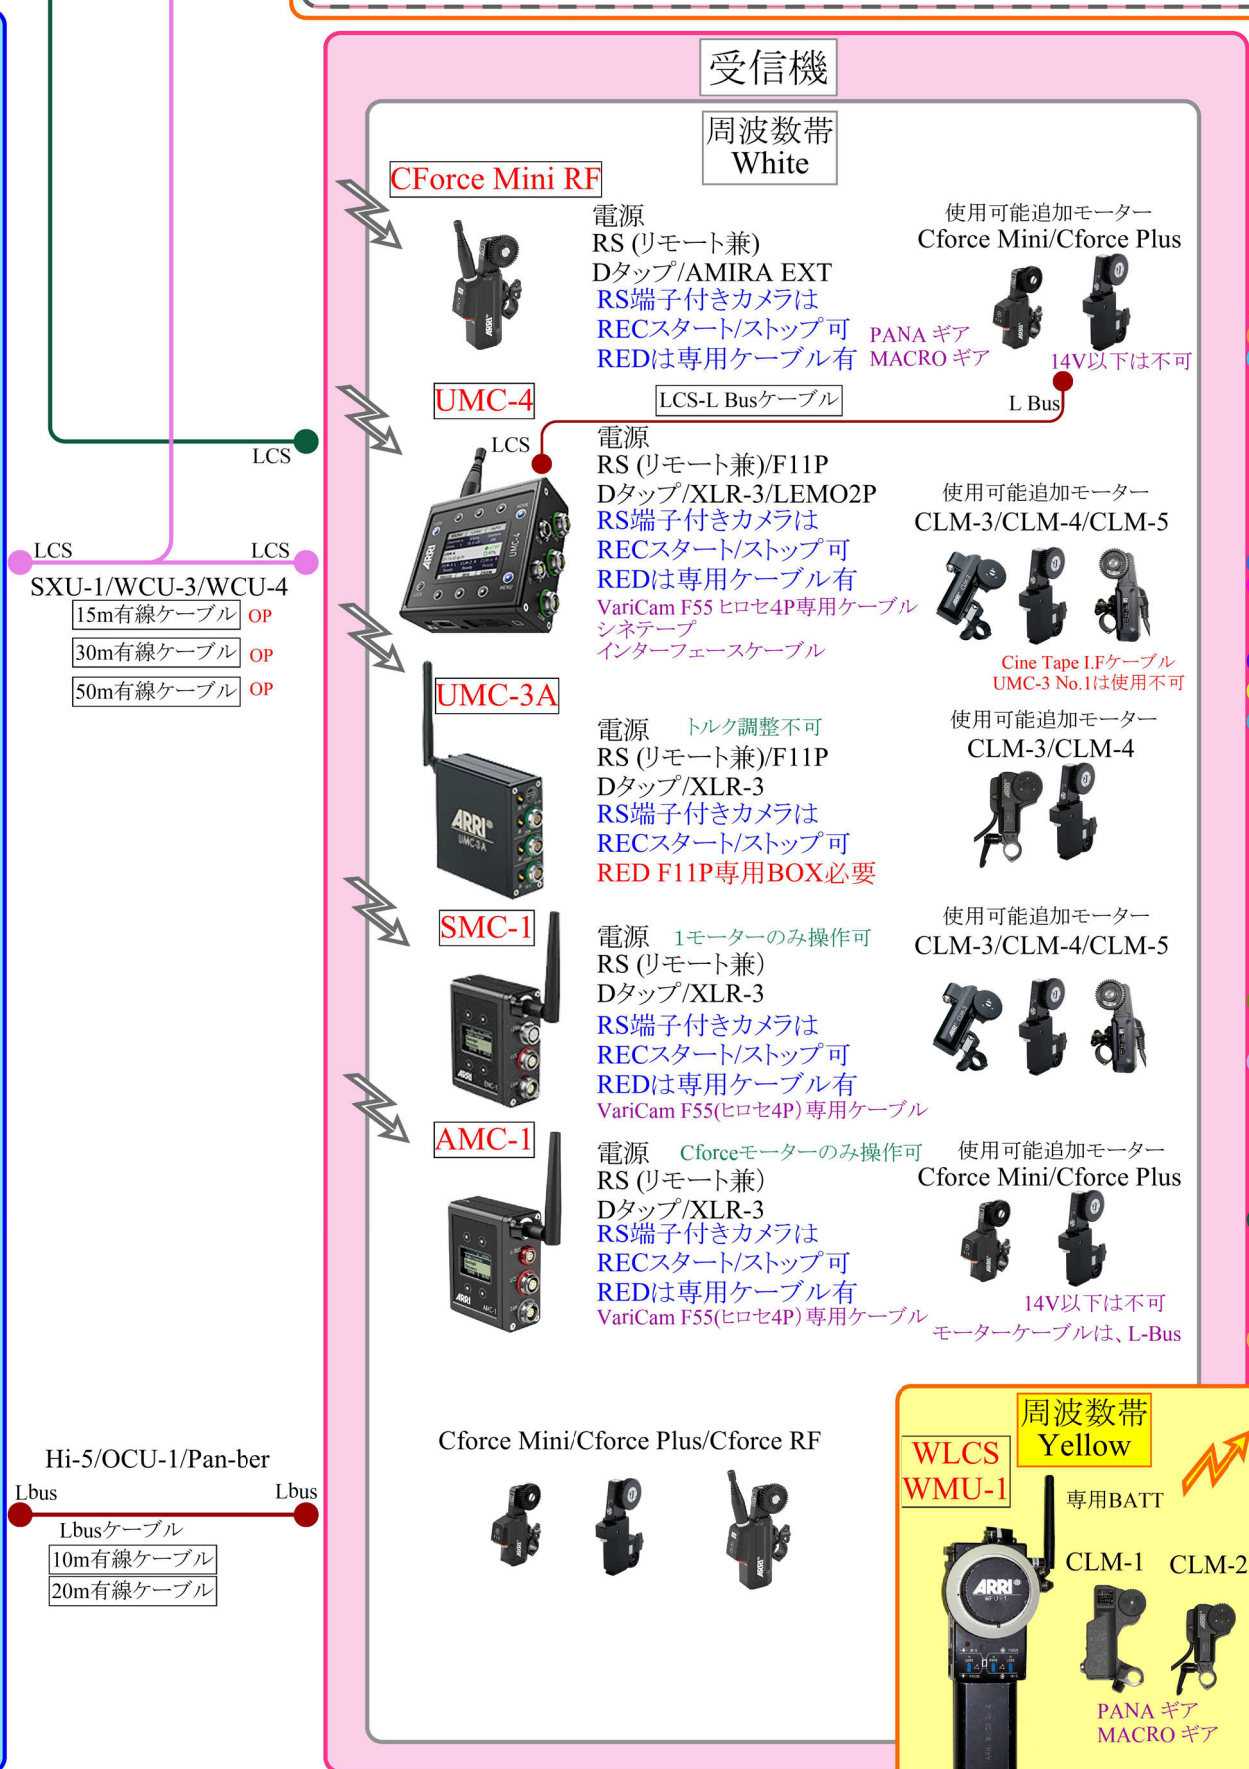 受信機
周波数帯
White
CForce Mini RF
電源
RS (リモート兼)
Dタップ/AMIRA EXT
RS端子付きカメラは
RECスタート/ストップ可
REDは専用ケーブル有
PANA ギア
MACRO ギア
使用可能追加モーター
Cforce Mini/Cforce Plus
14V以下は不可
UMC-4
LCS-L Busケーブル
L Bus
LCS
電源
RS (リモート兼)/F11P
Dタップ/XLR-3/LEMO2P
RS端子付きカメラは
RECスタート/ストップ可
REDは専用ケーブル有
VariCam F55 ヒロセ4P専用ケーブル
シネテープ
インターフェースケーブル
使用可能追加モーター
CLM-3/CLM-4/CLM-5
Cine Tape I.Fケーブル
UMC-3 No.1は使用不可
ARRI
UMC-4
LCS
LCS
LCS
SXU-1/WCU-3/WCU-4
15m有線ケーブル OP
30m有線ケーブル OP
50m有線ケーブル OP
UMC-3A
電源 トルク調整不可
RS (リモート兼)/F11P
Dタップ/XLR-3
RS端子付きカメラは
RECスタート/ストップ可
RED F11P専用BOX必要
使用可能追加モーター
CLM-3/CLM-4
ARRI
UMC-3A
SMC-1
電源 1モーターのみ操作可
RS (リモート兼)
Dタップ/XLR-3
RS端子付きカメラは
RECスタート/ストップ可
REDは専用ケーブル有
VariCam F55(ヒロセ4P) 専用ケーブル
使用可能追加モーター
CLM-3/CLM-4/CLM-5
ARRI
SMC-1
AMC-1
電源 Cforceモーターのみ操作可
RS (リモート兼)
Dタップ/XLR-3
RS端子付きカメラは
RECスタート/ストップ可
REDは専用ケーブル有
VariCam F55(ヒロセ4P) 専用ケーブル
使用可能追加モーター
Cforce Mini/Cforce Plus
14V以下は不可
モーターケーブルは、L-Bus
ARRI
AMC-1
Hi-5/OCU-1/Pan-ber
Lbus
Lbus
Lbusケーブル
10m有線ケーブル
20m有線ケーブル
Cforce Mini/Cforce Plus/Cforce RF
周波数帯
Yellow
WLCS
WMU-1
専用BATT
CLM-1
CLM-2
ARRI
PANA ギア
MACRO ギア